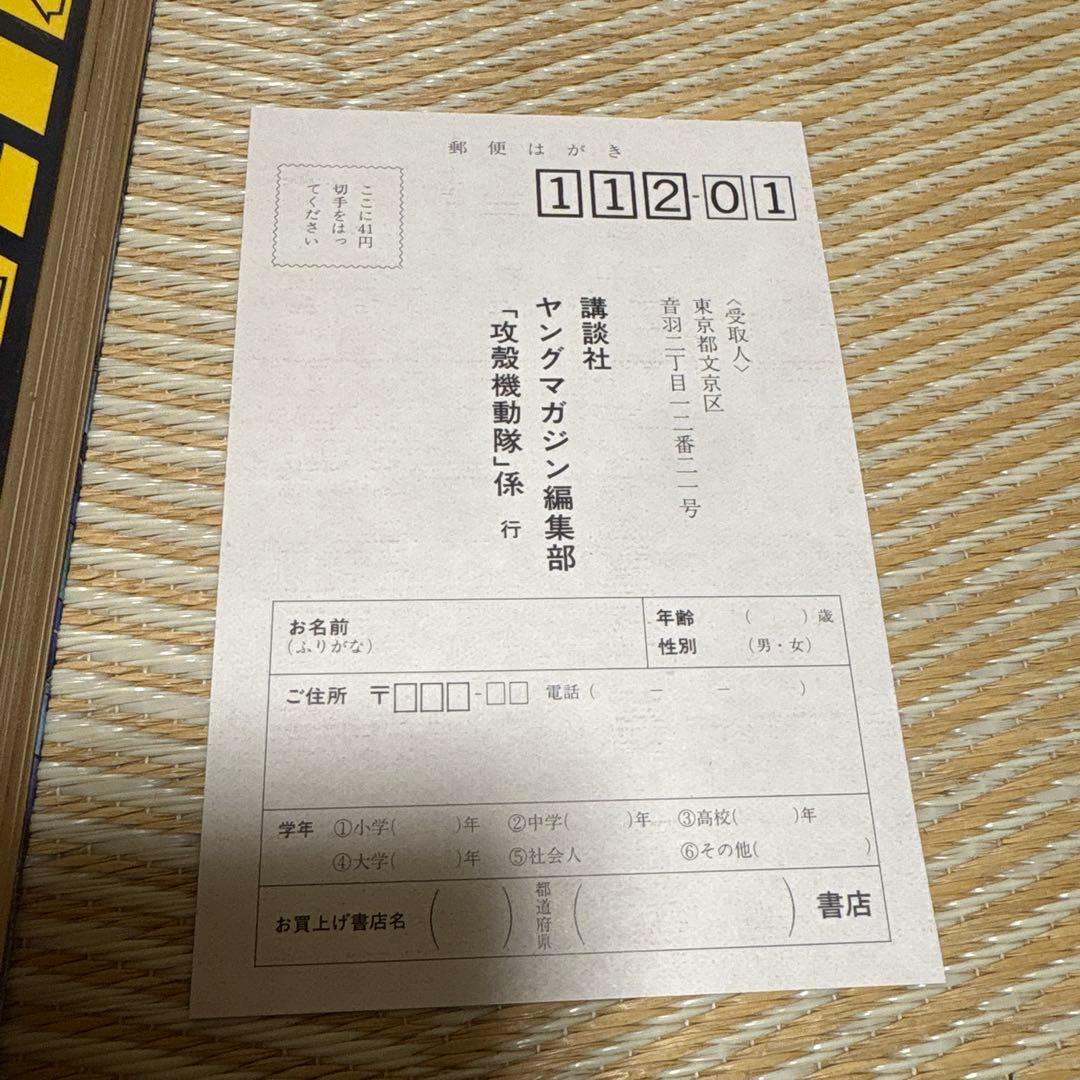 郵便はがき
ここに41円
切手をはっ
てください
112-01
〈受取人〉
東京都文京区
音羽二丁目一二番二一号
講談社
ヤングマガジン編集部
「攻殻機動隊」係 行
お名前
(ふりがな)
年齢 ( )歳
性別 (男・女)
ご住所 〒□□□-□□ 電話( − − )
学年 ①小学( )年 ②中学( )年 ③高校( )年
④大学( )年 ⑤社会人 ⑥その他( )
お買上げ書店名 ( ) 都道府県 ( ) 書店